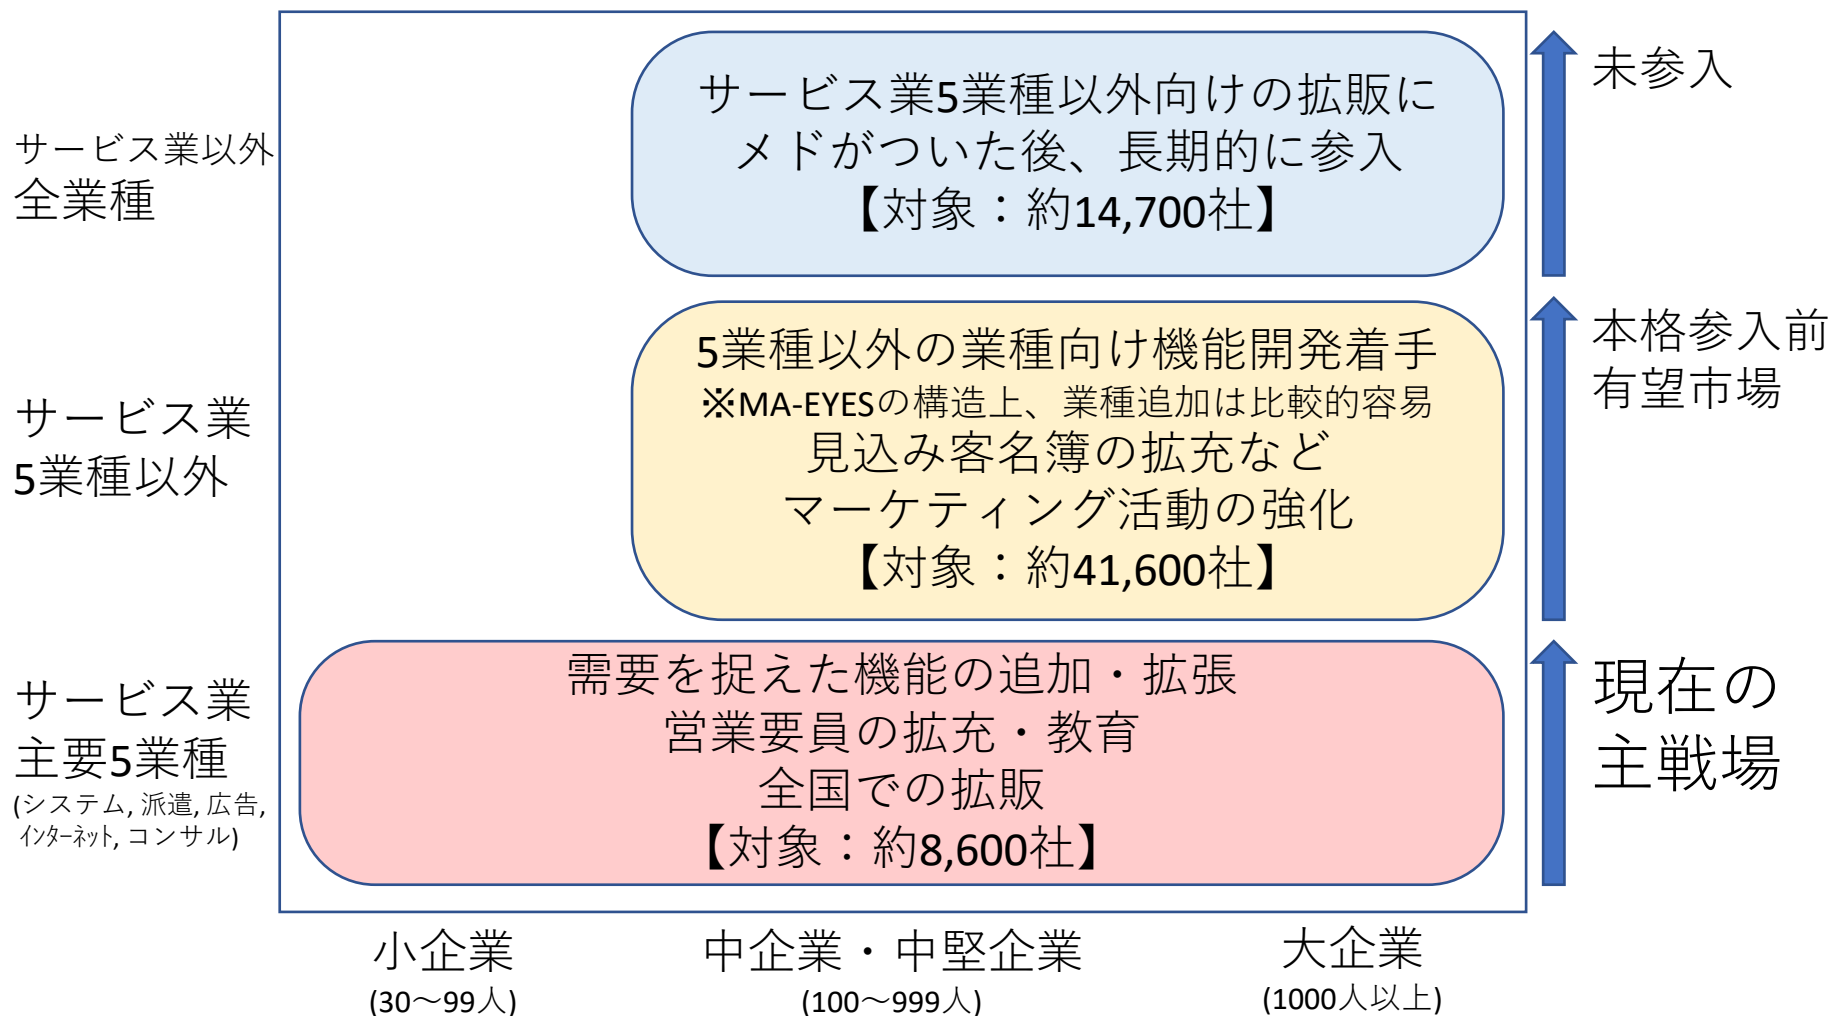 サービス業5業種以外向けの拡販に
メドがついた後、長期的に参入
【対象：約14,700社】
未参入
サービス業以外
全業種
5業種以外の業種向け機能開発着手
※MA-EYESの構造上、業種追加は比較的容易
見込み客名簿の拡充など
マーケティング活動の強化
【対象：約41,600社】
本格参入前
有望市場
サービス業
5業種以外
需要を捉えた機能の追加・拡張
営業要員の拡充・教育
全国での拡販
【対象：約8,600社】
現在の
主戦場
サービス業
主要5業種
(システム, 派遣, 広告,
ｲﾝﾀｰﾈｯﾄ, コンサル)
小企業
(30～99人)
中企業・中堅企業
(100～999人)
大企業
(1000人以上)